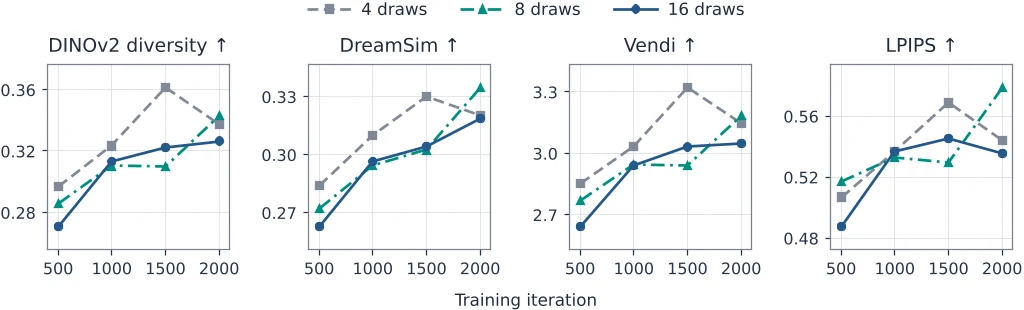 4 draws 8 draws 16 draws
DINOv2 diversity ↑ DreamSim ↑ Vendi ↑ LPIPS ↑
0.36
0.32
0.28
500 1000 1500 2000
0.33
0.30
0.27
500 1000 1500 2000
3.3
3.0
2.7
500 1000 1500 2000
0.56
0.52
0.48
500 1000 1500 2000
Training iteration